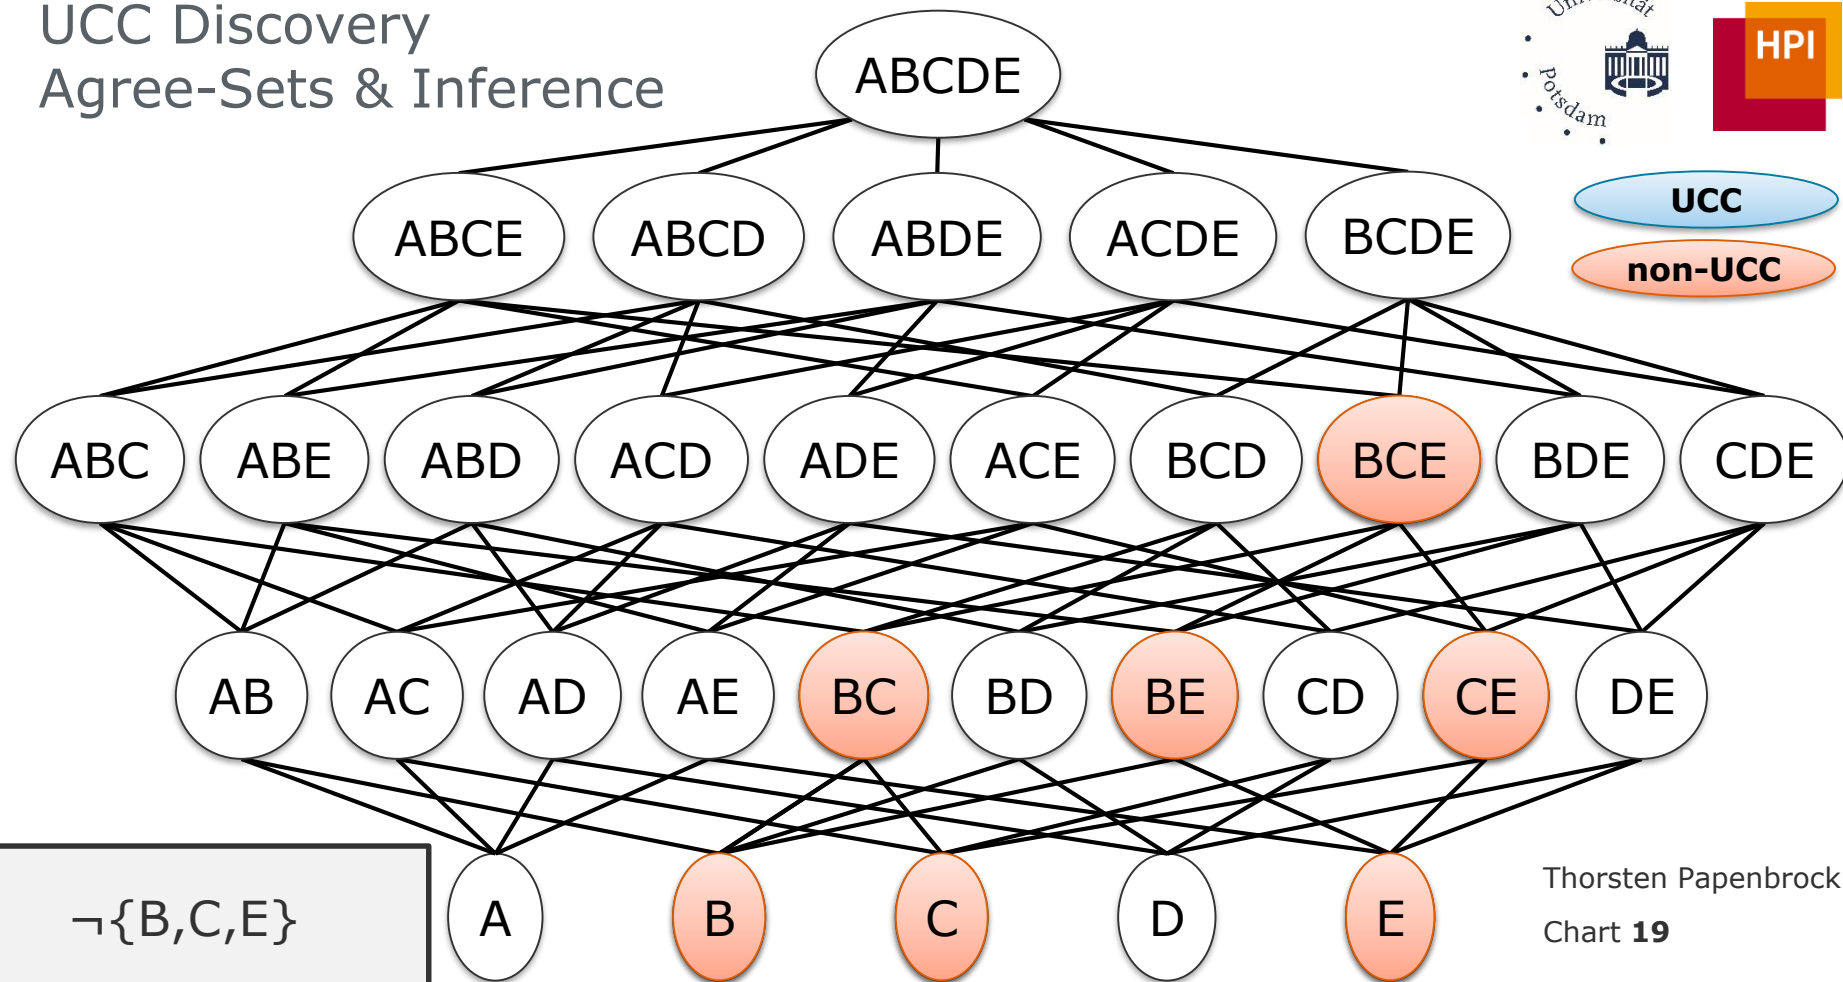 UCC Discovery
Agree-Sets & Inference
Universität
Potsdam
HPI
ABCDE
UCC
non-UCC
ABCE ABCD ABDE ACDE BCDE
ABC ABE ABD ACD ADE ACE BCD BCE BDE CDE
AB AC AD AE BC BD BE CD CE DE
A B C D E
¬{B,C,E}
Thorsten Papenbrock
Chart 19